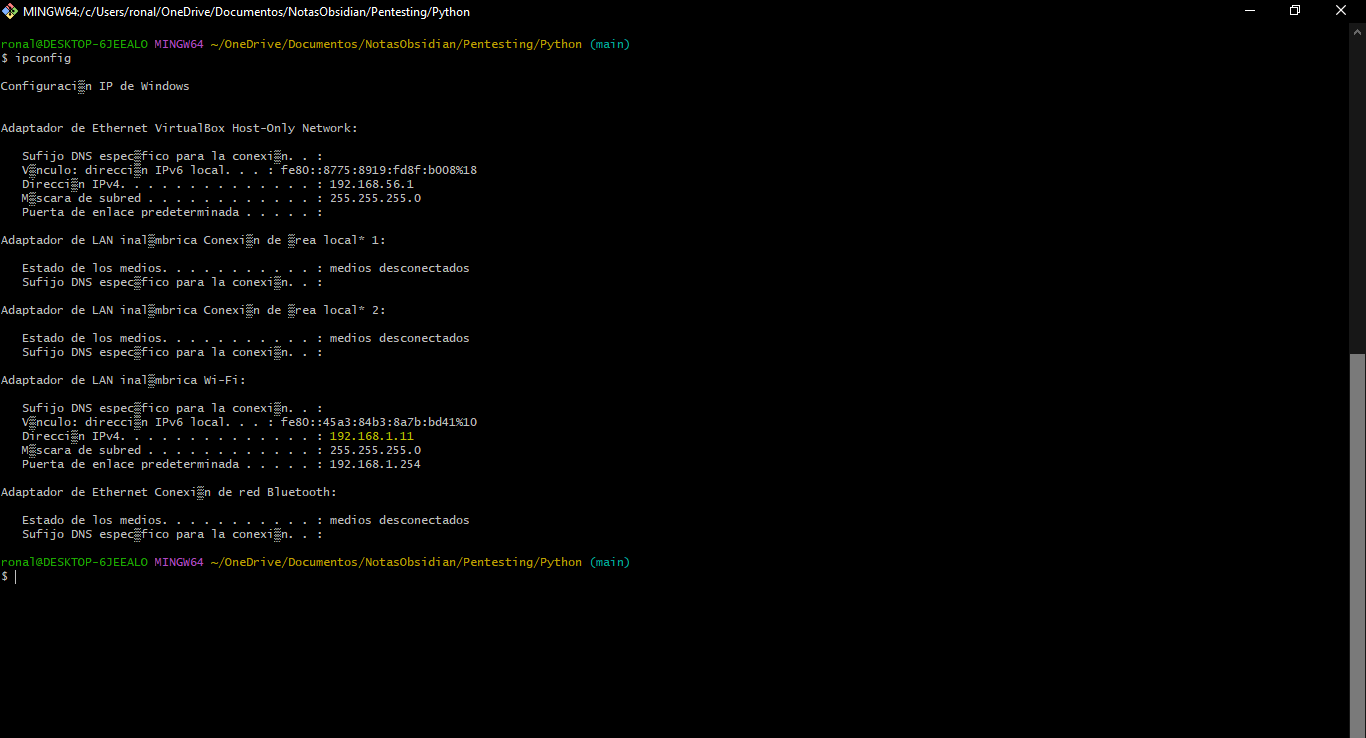 MINGW64:/c/Users/ronal/OneDrive/Documentos/NotasObsidian/Pentesting/Python
ronal@DESKTOP-6JEEALO MINGW64 ~/OneDrive/Documentos/NotasObsidian/Pentesting/Python (main)
$ ipconfig
Configuraci▒n IP de Windows
Adaptador de Ethernet VirtualBox Host-Only Network:
Sufijo DNS espec▒fico para la conexi▒n. . :
V▒nculo: direcci▒n IPv6 local. . . : fe80::8775:8919:fd8f:b008%18
Direcci▒n IPv4. . . . . . . . . . . . . . : 192.168.56.1
M▒scara de subred . . . . . . . . . . . . : 255.255.255.0
Puerta de enlace predeterminada . . . . . :
Adaptador de LAN inal▒mbrica Conexi▒n de ▒rea local* 1:
Estado de los medios. . . . . . . . . . . : medios desconectados
Sufijo DNS espec▒fico para la conexi▒n. . :
Adaptador de LAN inal▒mbrica Conexi▒n de ▒rea local* 2:
Estado de los medios. . . . . . . . . . . : medios desconectados
Sufijo DNS espec▒fico para la conexi▒n. . :
Adaptador de LAN inal▒mbrica Wi-Fi:
Sufijo DNS espec▒fico para la conexi▒n. . :
V▒nculo: direcci▒n IPv6 local. . . : fe80::45a3:84b3:8a7b:bd41%10
Direcci▒n IPv4. . . . . . . . . . . . . . : 192.168.1.11
M▒scara de subred . . . . . . . . . . . . : 255.255.255.0
Puerta de enlace predeterminada . . . . . : 192.168.1.254
Adaptador de Ethernet Conexi▒n de red Bluetooth:
Estado de los medios. . . . . . . . . . . : medios desconectados
Sufijo DNS espec▒fico para la conexi▒n. . :
ronal@DESKTOP-6JEEALO MINGW64 ~/OneDrive/Documentos/NotasObsidian/Pentesting/Python (main)
$